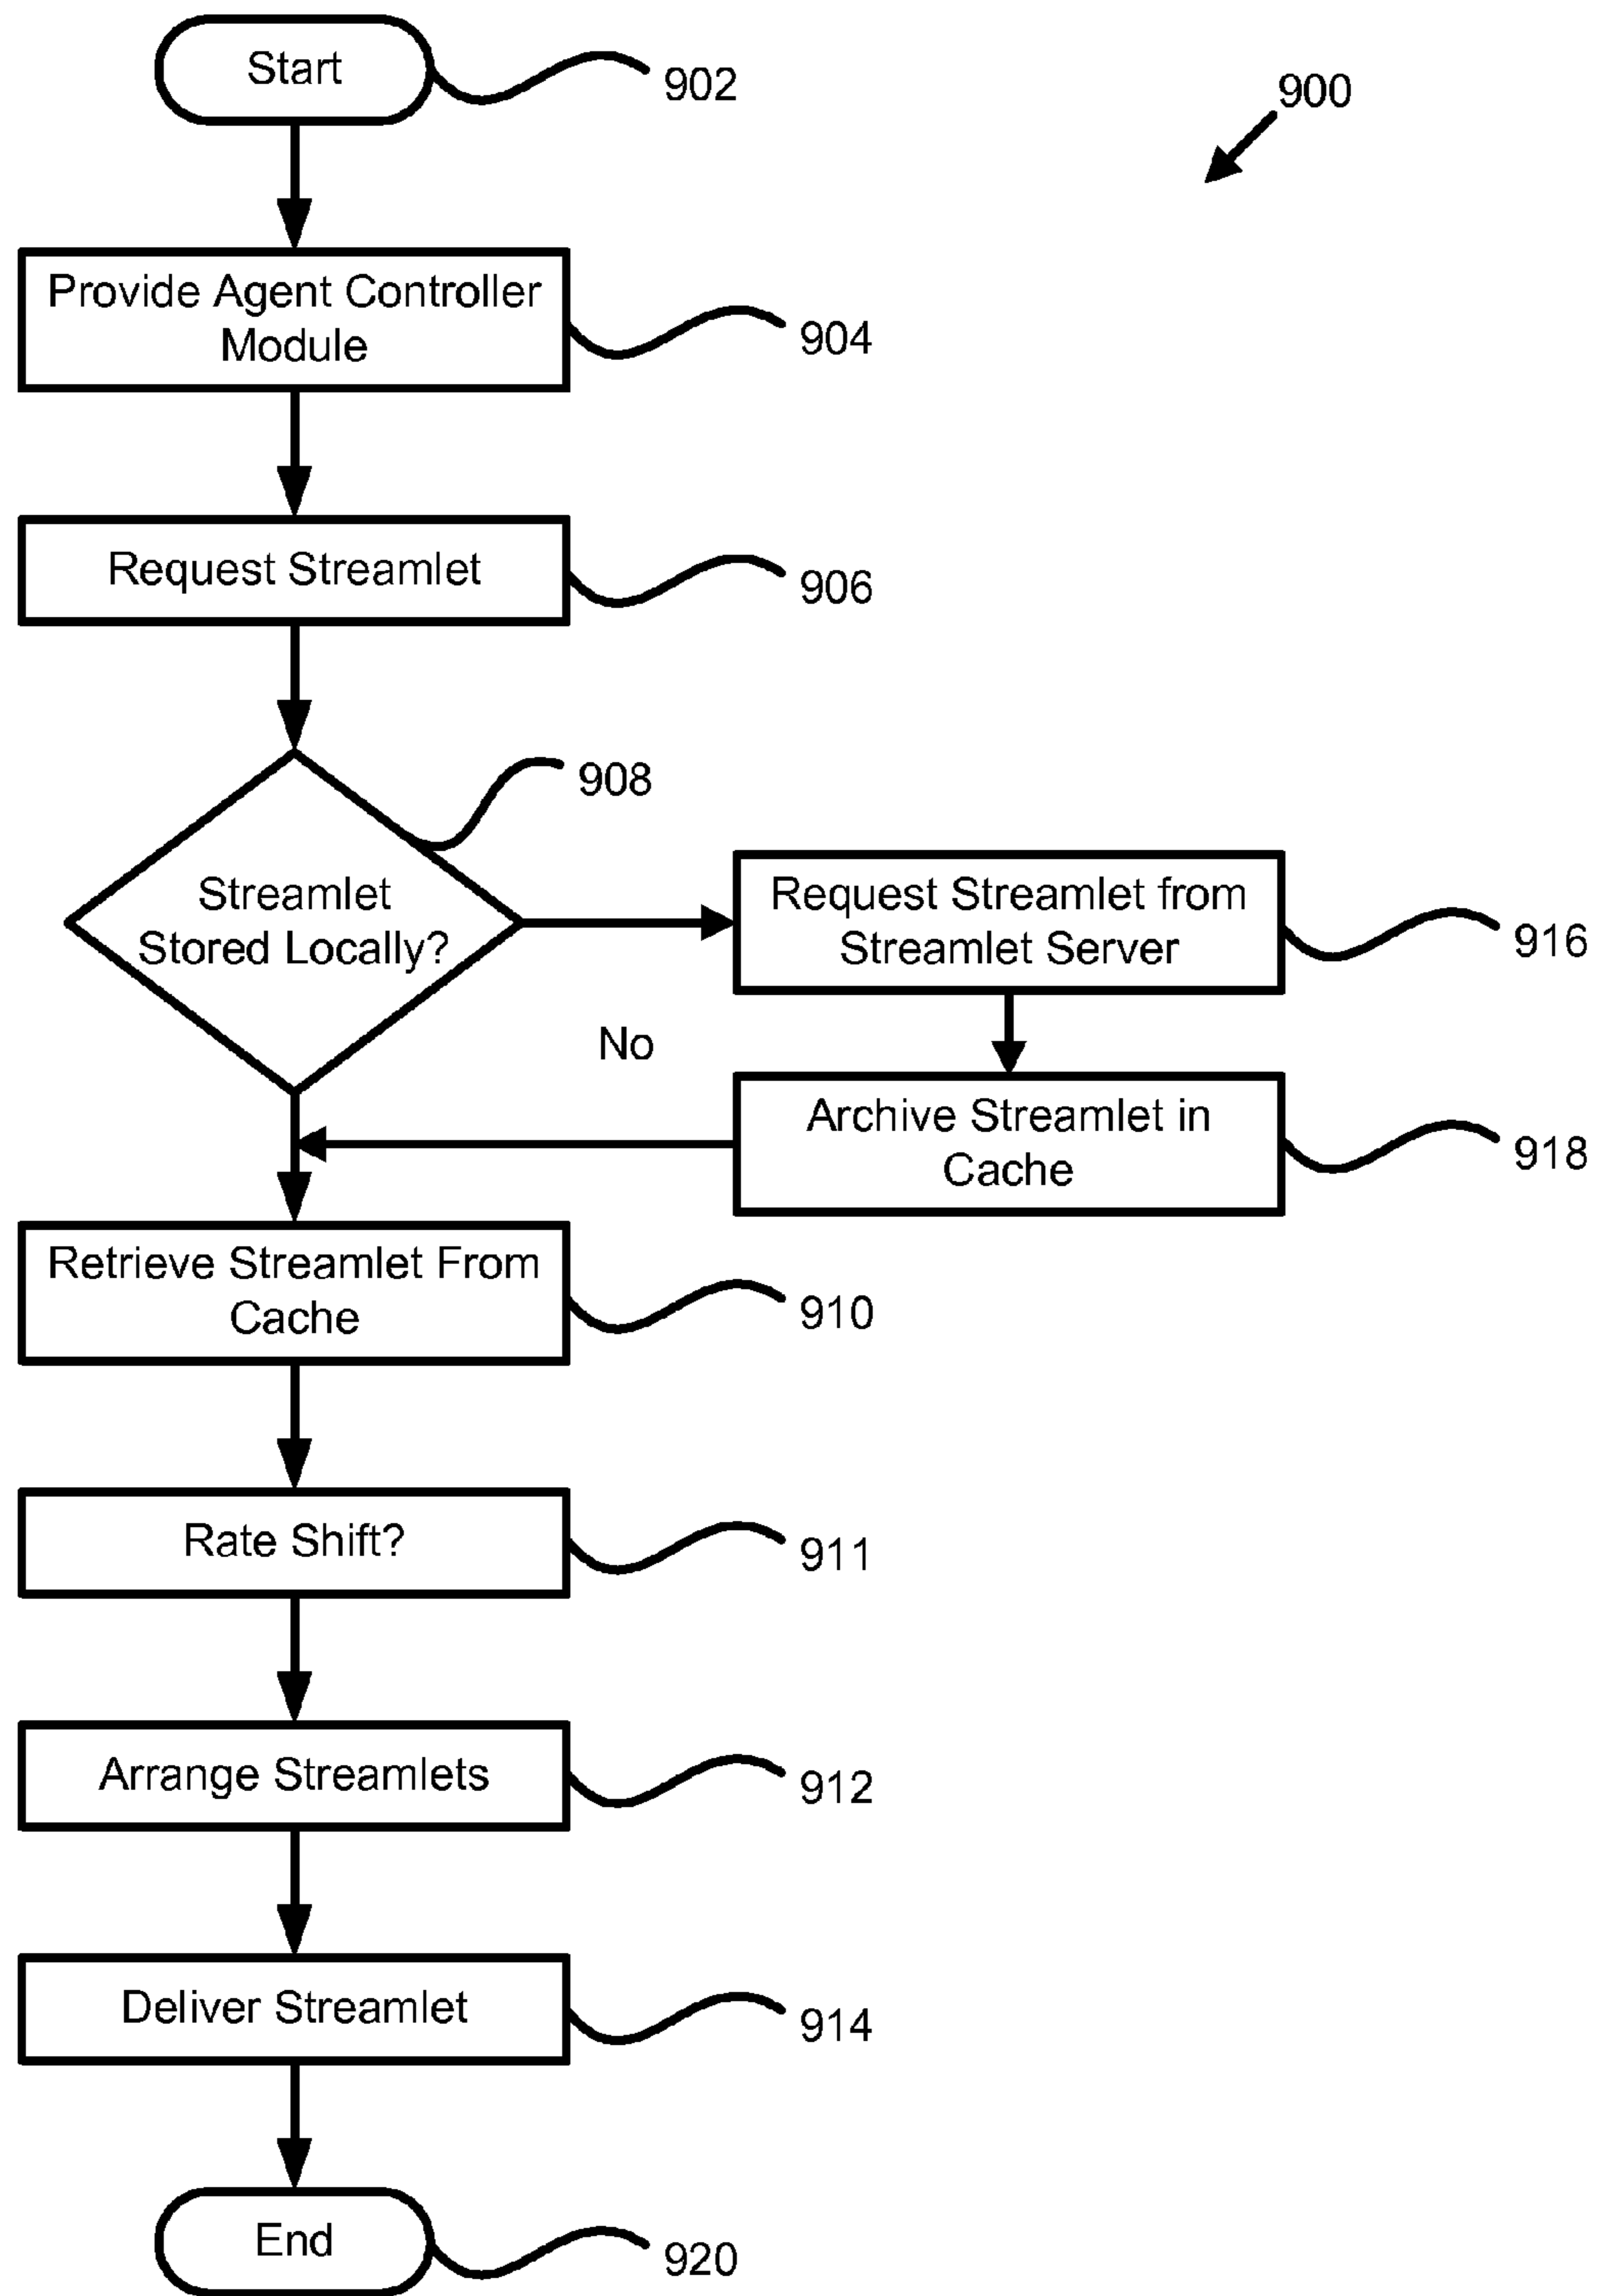 Start
902
900
Provide Agent Controller
Module
904
Request Streamlet
906
908
Streamlet
Stored Locally?
Request Streamlet from
Streamlet Server
916
No
Archive Streamlet in
Cache
918
Retrieve Streamlet From
Cache
910
Rate Shift?
911
Arrange Streamlets
912
Deliver Streamlet
914
End
920